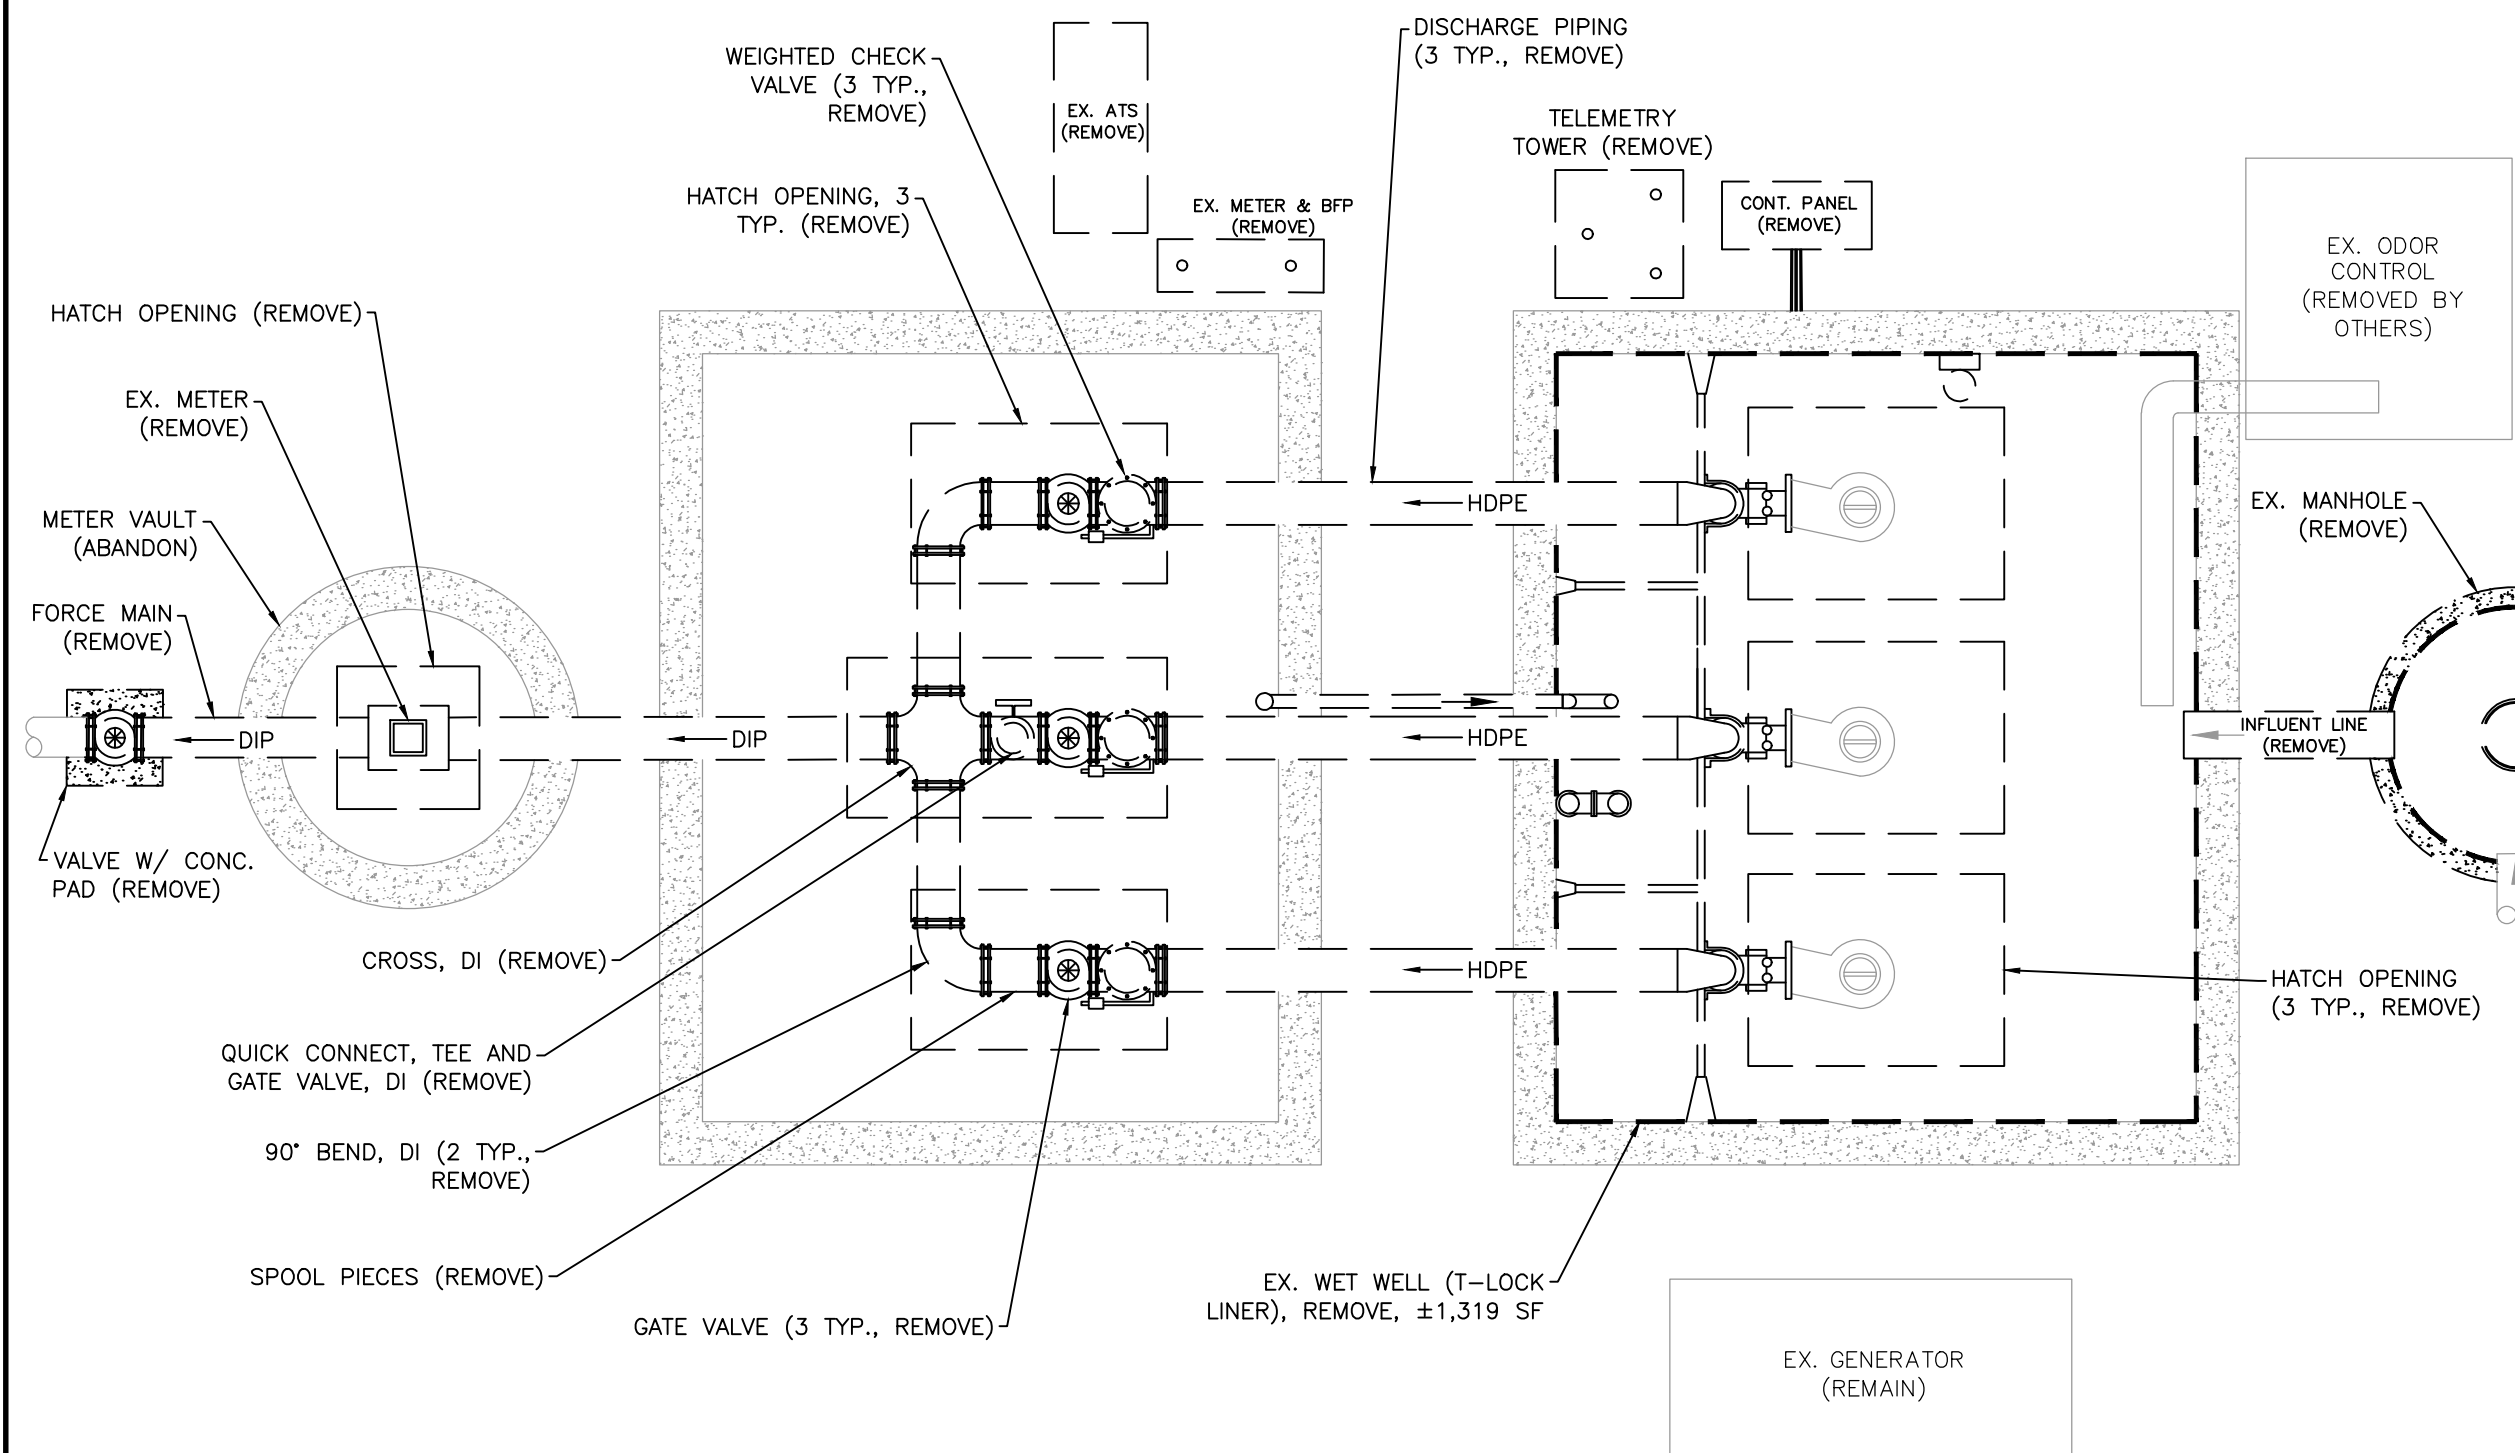 DISCHARGE PIPING
(3 TYP., REMOVE)
WEIGHTED CHECK
VALVE (3 TYP.,
REMOVE)
EX. ATS
(REMOVE)
TELEMETRY
TOWER (REMOVE)
HATCH OPENING, 3
TYP. (REMOVE)
EX. METER & BFP
(REMOVE)
CONT. PANEL
(REMOVE)
EX. ODOR
CONTROL
(REMOVED BY
OTHERS)
HATCH OPENING (REMOVE)
EX. METER
(REMOVE)
METER VAULT
(ABANDON)
FORCE MAIN
(REMOVE)
HDPE
EX. MANHOLE
(REMOVE)
DIP
DIP
HDPE
INFLUENT LINE
(REMOVE)
VALVE W/ CONC.
PAD (REMOVE)
CROSS, DI (REMOVE)
HDPE
HATCH OPENING
(3 TYP., REMOVE)
QUICK CONNECT, TEE AND
GATE VALVE, DI (REMOVE)
90° BEND, DI (2 TYP.,
REMOVE)
SPOOL PIECES (REMOVE)
GATE VALVE (3 TYP., REMOVE)
EX. WET WELL (T-LOCK
LINER), REMOVE, ±1,319 SF
EX. GENERATOR
(REMAIN)